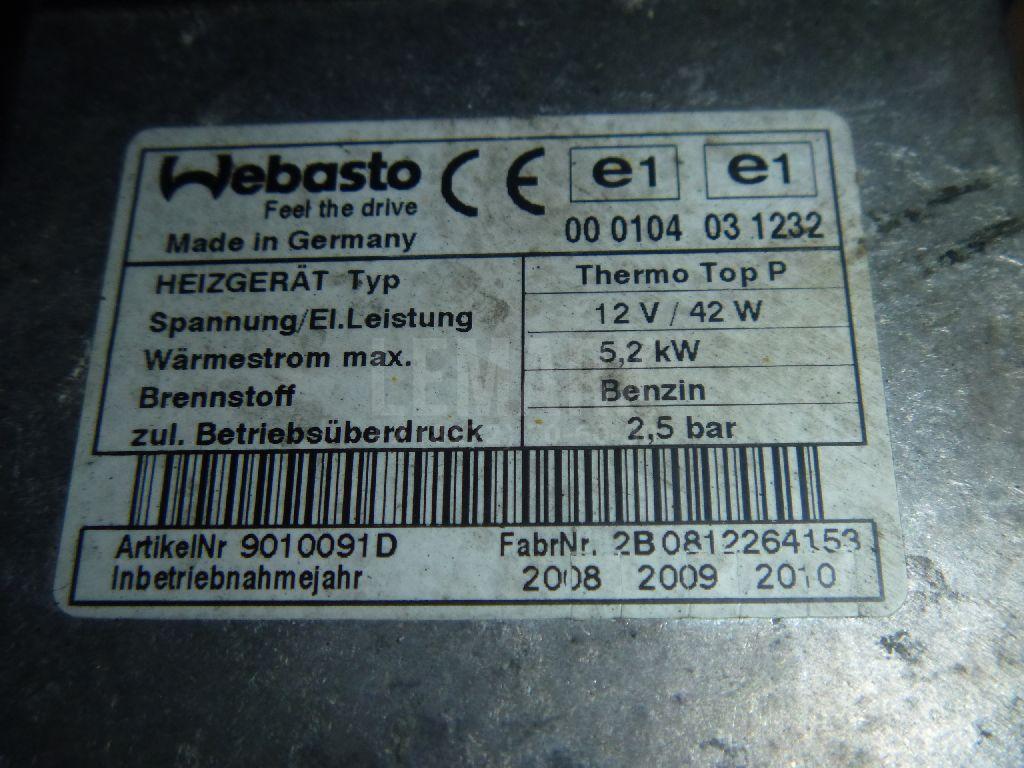 Webasto CE e1 e1
Feel the drive
Made in Germany 00 0104 03 1232
HEIZGERÄT Typ Thermo Top P
Spannung/El.Leistung 12 V / 42 W
Wärmestrom max. 5,2 kW
Brennstoff Benzin
zul. Betriebsüberdruck 2,5 bar
ArtikelNr 9010091D FabrNr. 2B0812264153
Inbetriebnahmejahr 2008 2009 2010